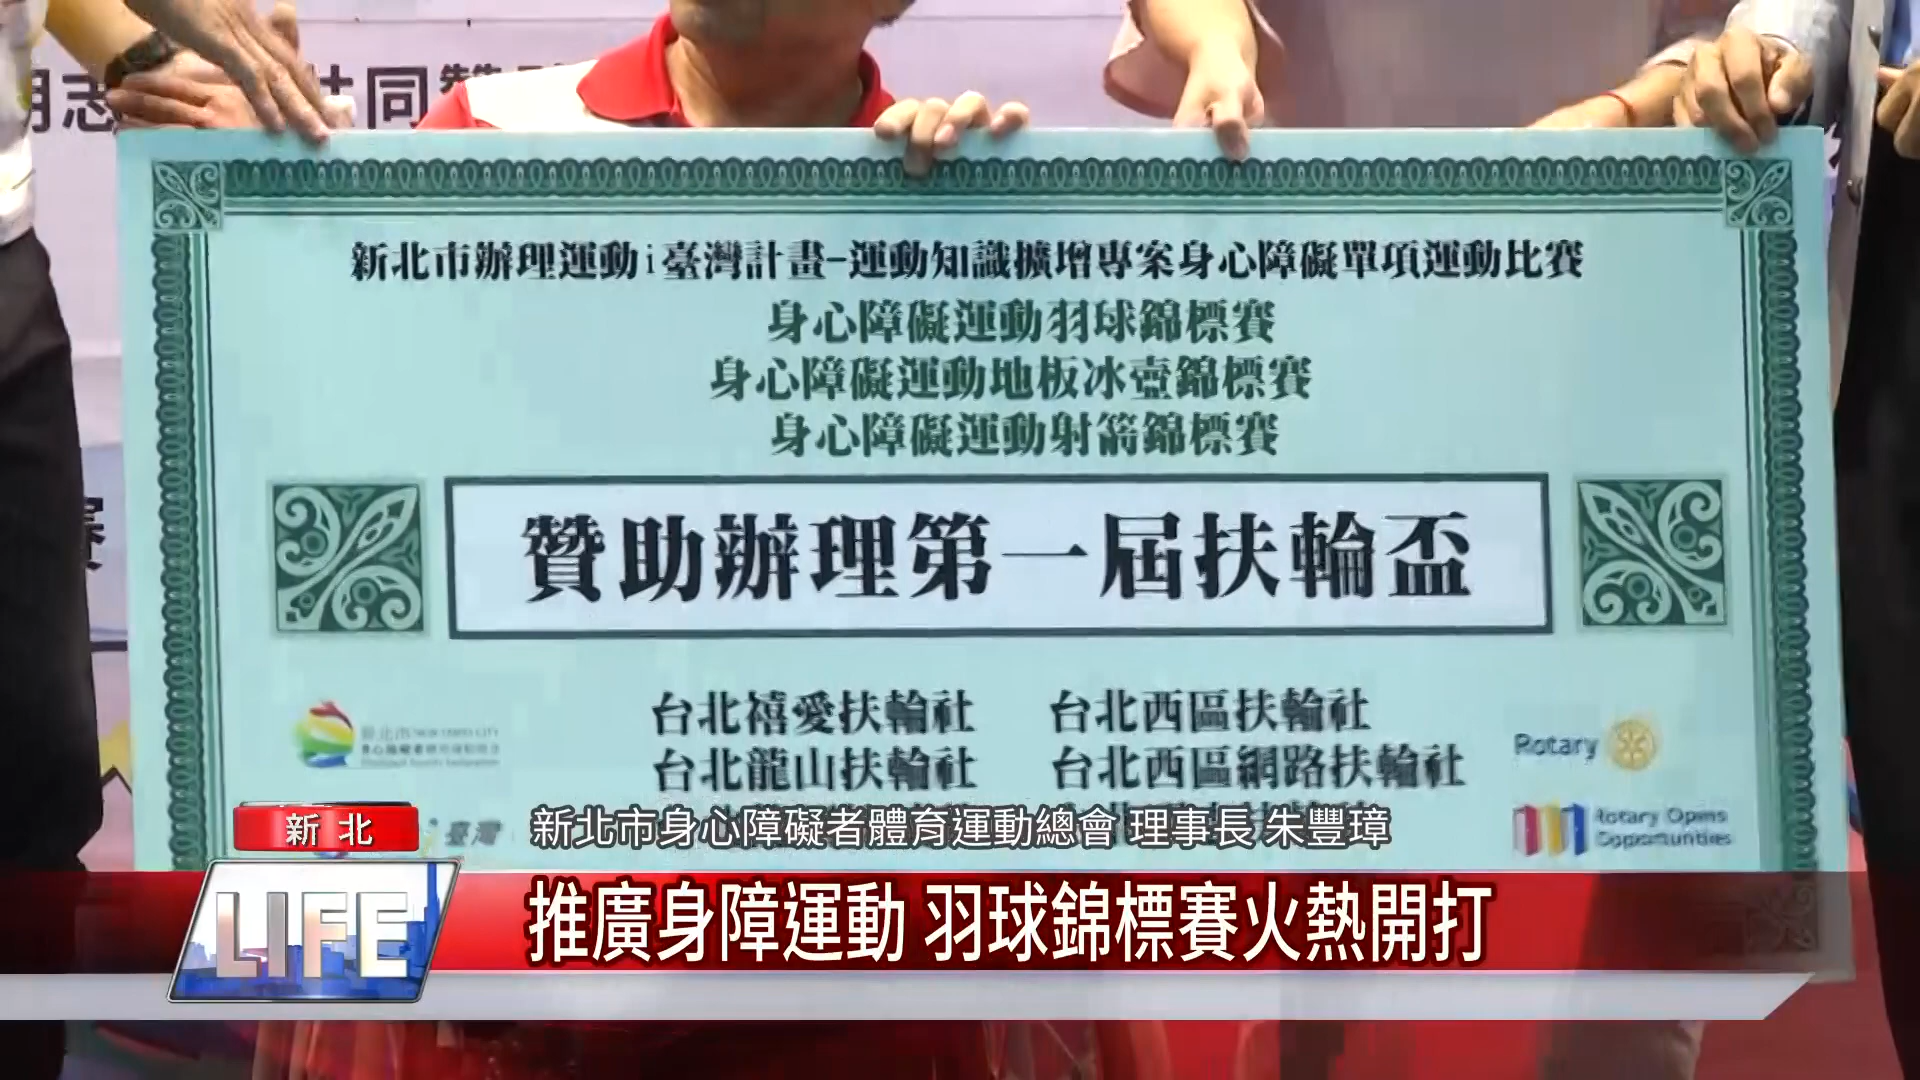 共同
新北市辦理運動i臺灣計畫-運動知識擴增專案身心障礙單項運動比賽
身心障礙運動羽球錦標賽
身心障礙運動地板冰壺錦標賽
身心障礙運動射箭錦標賽
贊助辦理第一屆扶輪盃
台北禧愛扶輪社 台北西區扶輪社
台北龍山扶輪社 台北西區網路扶輪社
Rotary
Rotary Opens
Opportunities
臺灣
新北
新北市身心障礙者體育運動總會 理事長 朱豐璋
LIFE
推廣身障運動 羽球錦標賽火熱開打